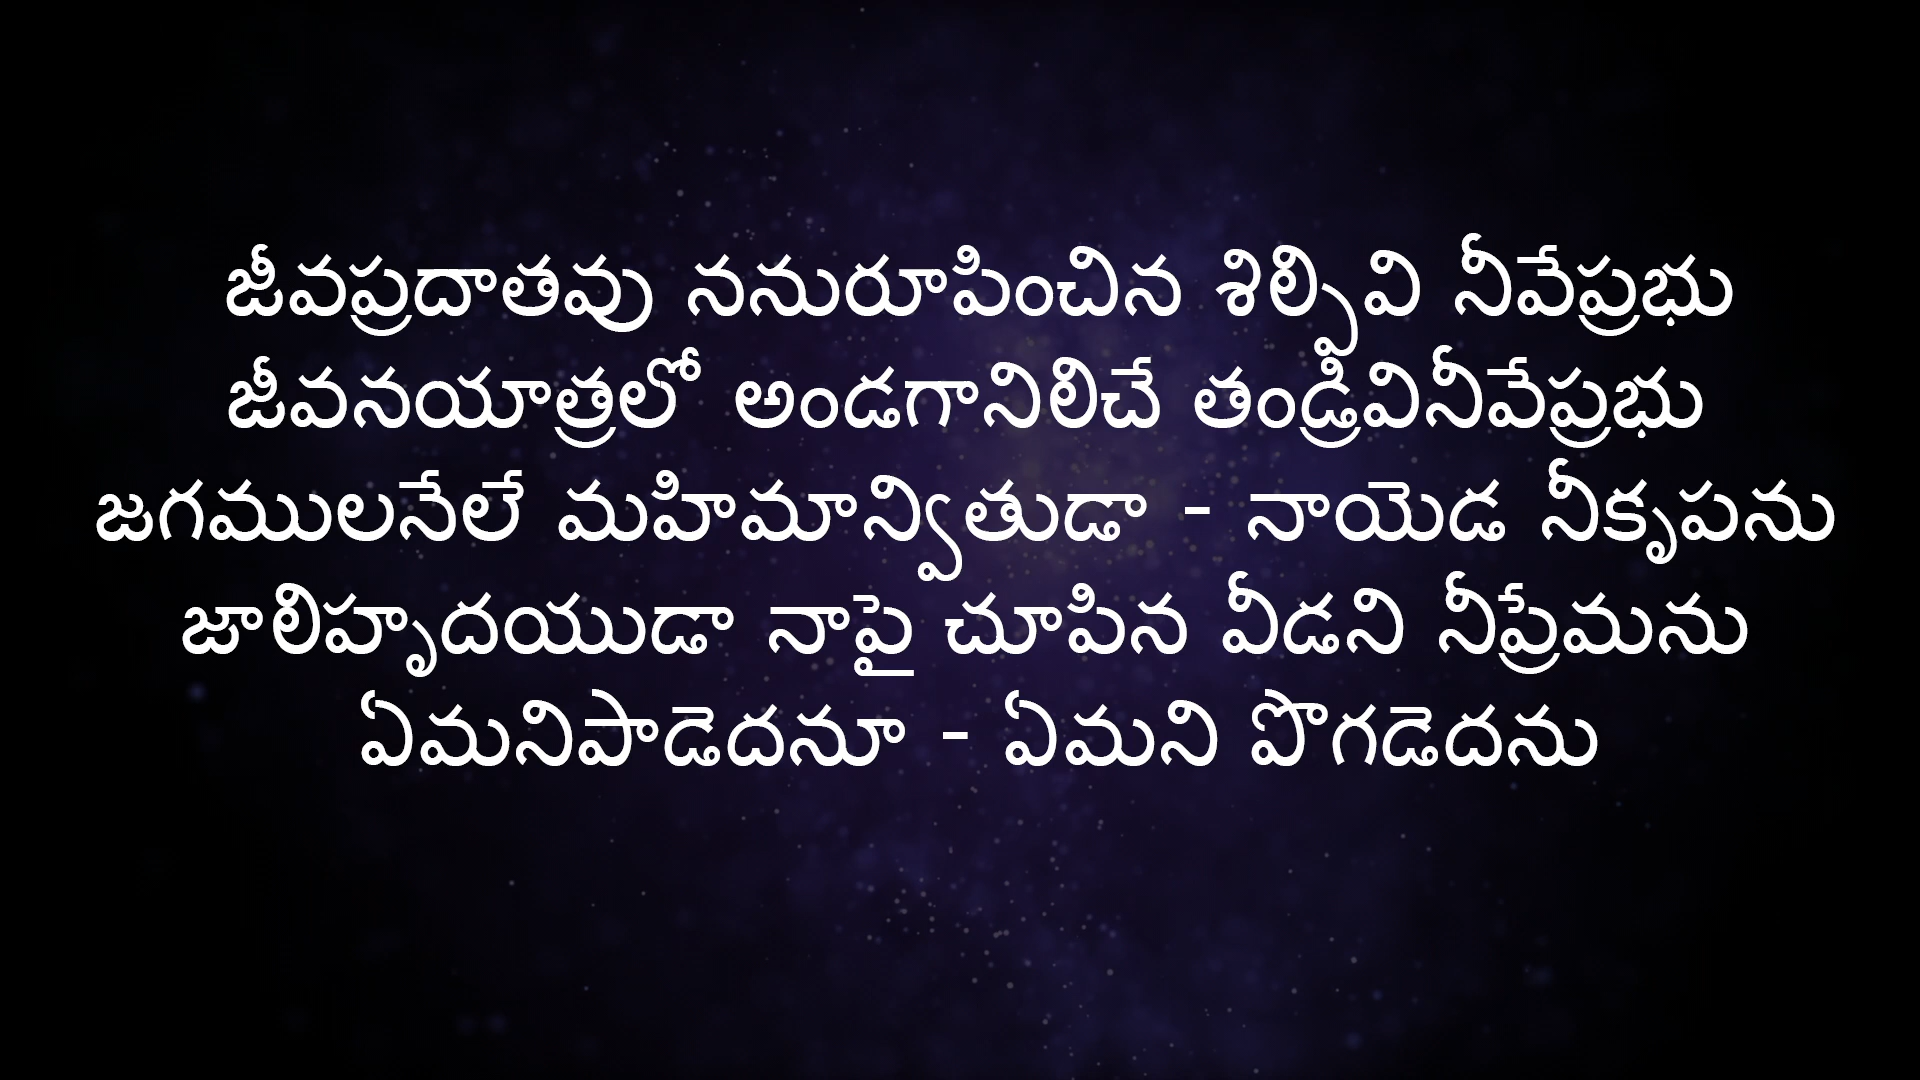 జీవప్రదాతవు ననురూపించిన శిల్పివి నీవేప్రభు
జీవనయాత్రలో అండగానిలిచే తండ్రివినీవేప్రభు
జగములనేలే మహిమాన్వితుడా - నాయెడ నీకృపను
జాలిహృదయుడా నాపై చూపిన వీడని నీప్రేమను
ఏమనిపాడెదనూ - ఏమని పొగడెదను